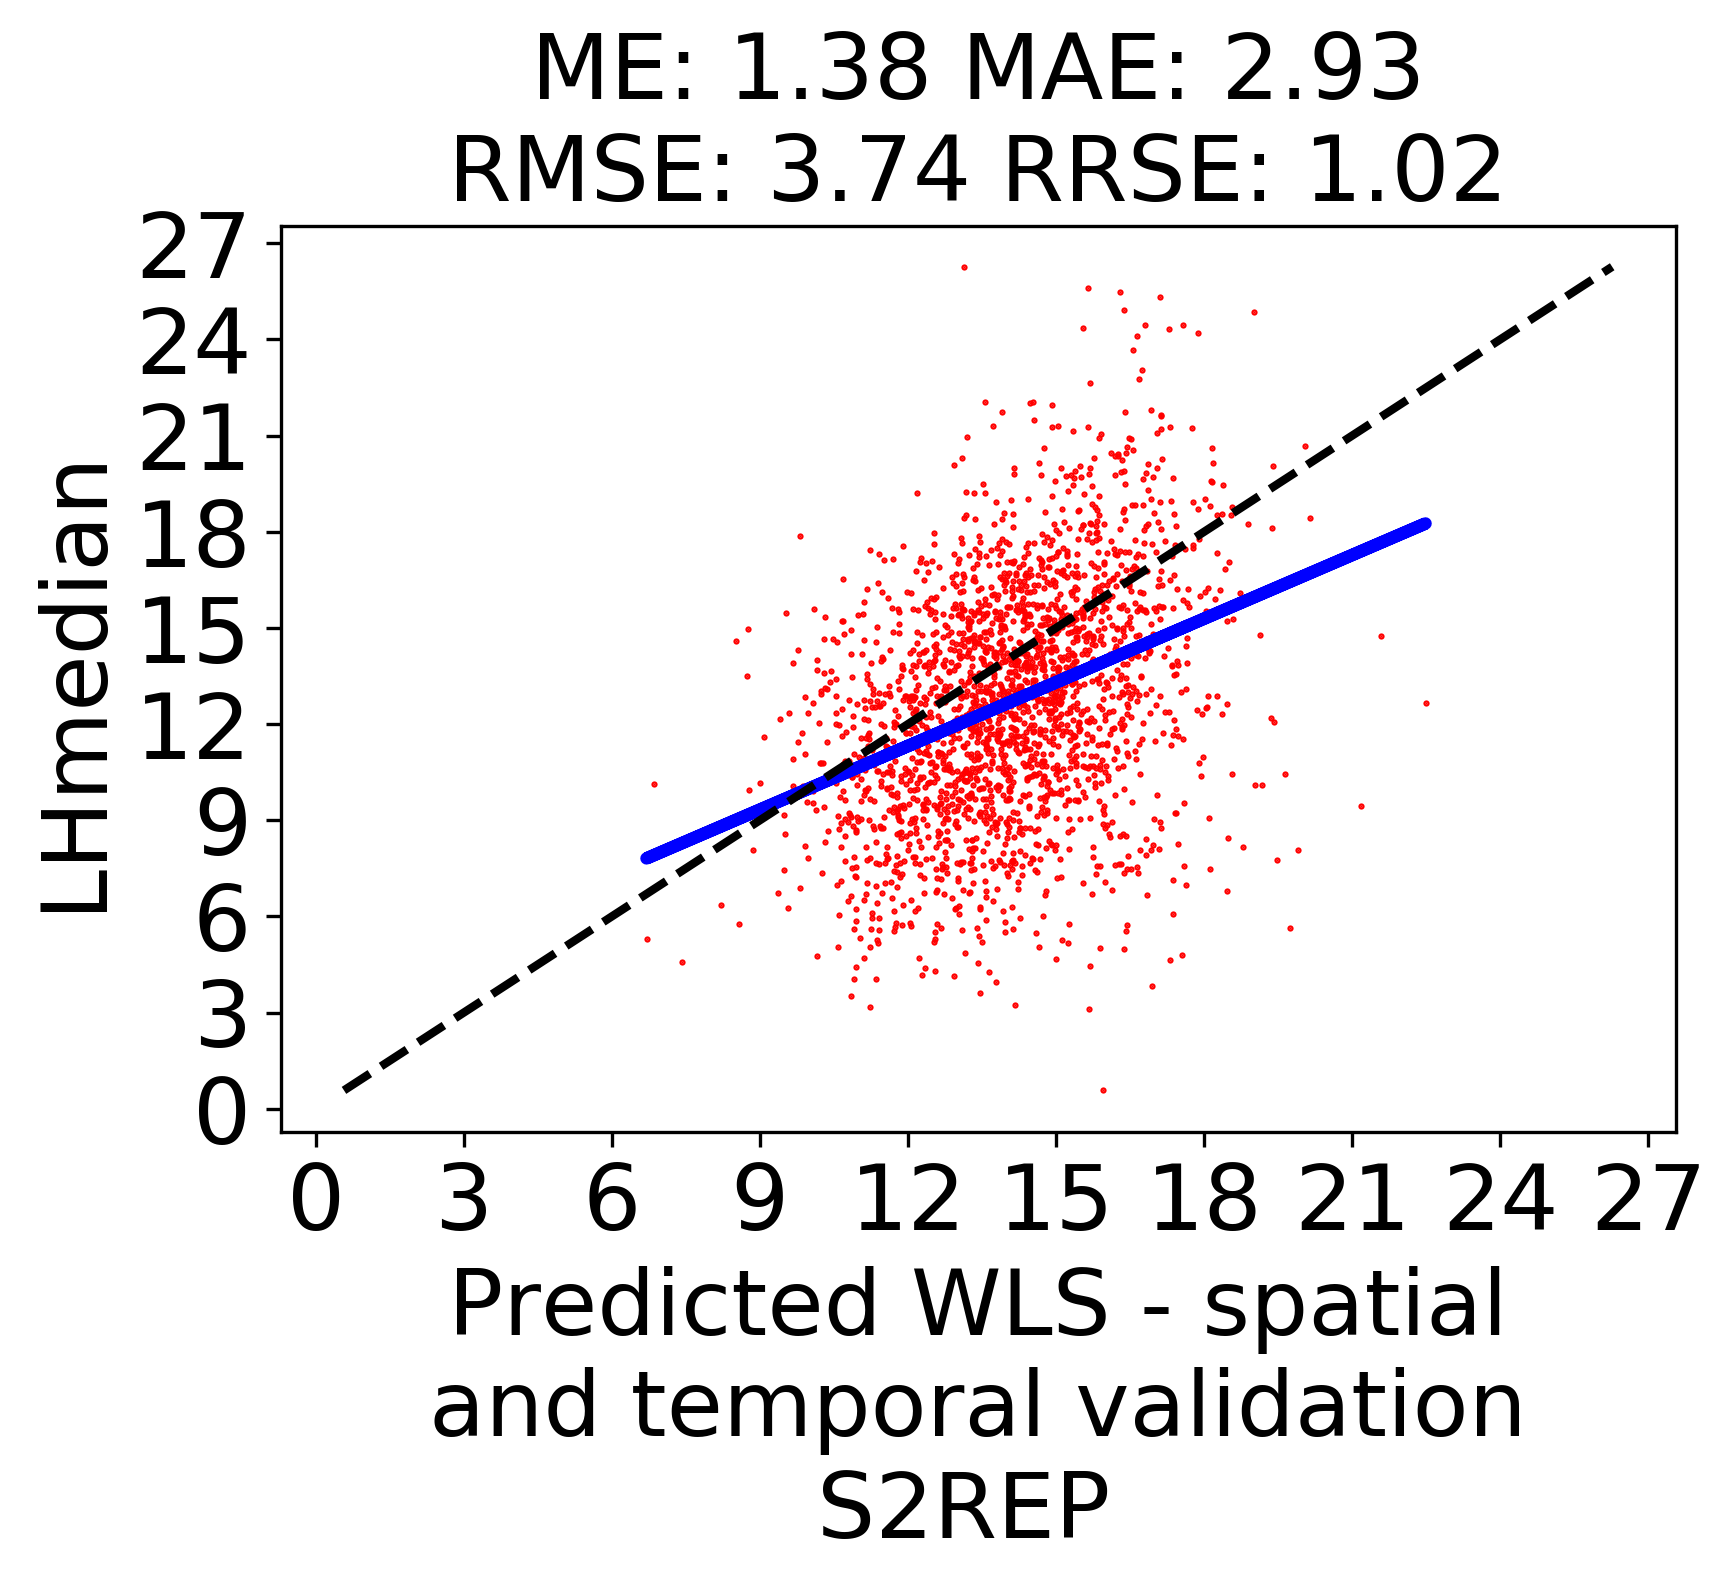 ME: 1.38 MAE: 2.93
RMSE: 3.74 RRSE: 1.02
27
24
21
18
15
12
9
6
3
0
LHmedian
0 3 6 9 12 15 18 21 24 27
Predicted WLS - spatial
and temporal validation
S2REP